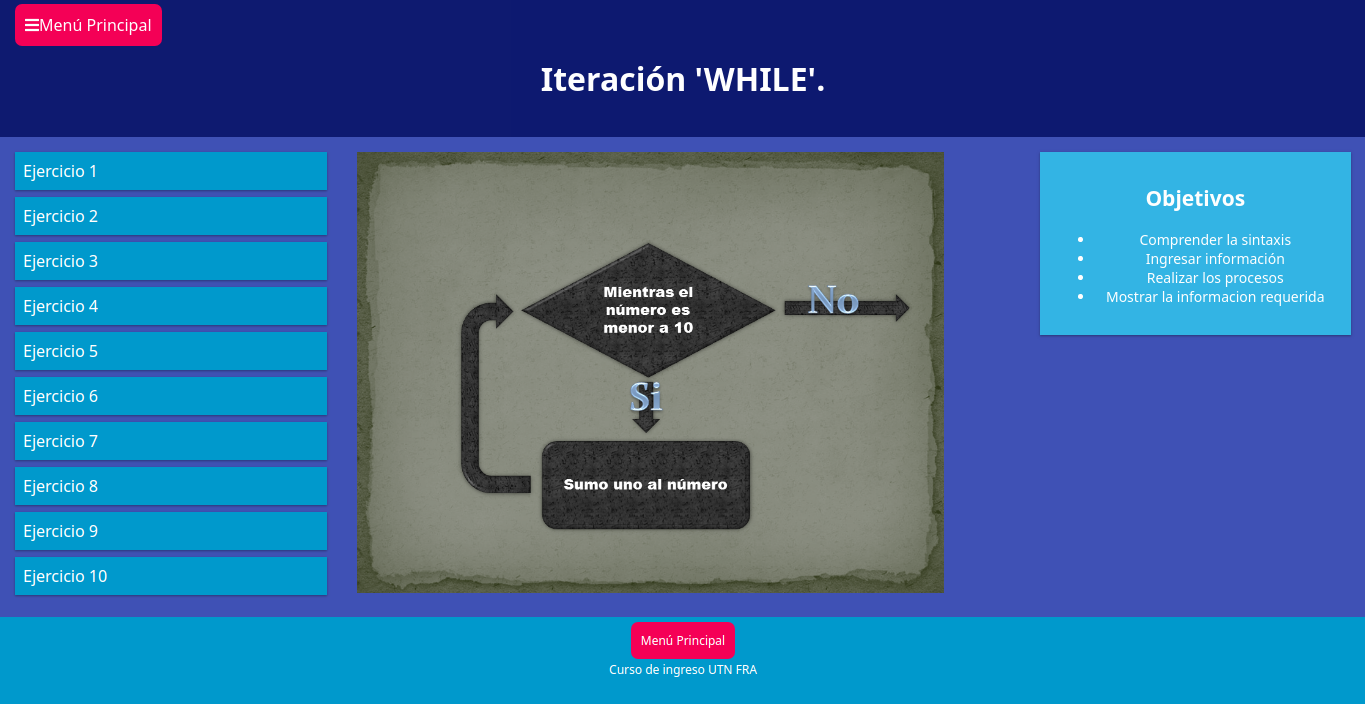 Menú Principal
Iteración 'WHILE'.
Ejercicio 1
Ejercicio 2
Ejercicio 3
Ejercicio 4
Ejercicio 5
Ejercicio 6
Ejercicio 7
Ejercicio 8
Ejercicio 9
Ejercicio 10
Mientras el
número es
menor a 10
No
Si
Sumo uno al número
Objetivos
Comprender la sintaxis
Ingresar información
Realizar los procesos
Mostrar la informacion requerida
Menú Principal
Curso de ingreso UTN FRA